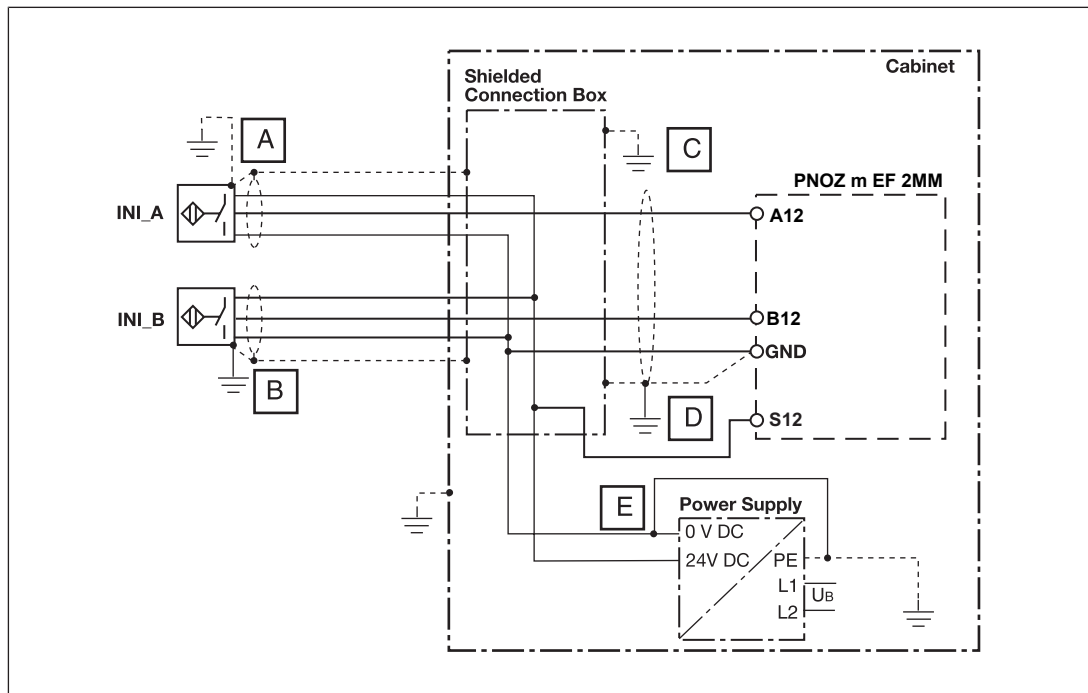 Cabinet
Shielded
Connection Box
A
C
PNOZ m EF 2MM
INI_A
A12
INI_B
B12
GND
B
D
S12
E
Power Supply
0 V DC
24V DC
PE
L1
UB
L2